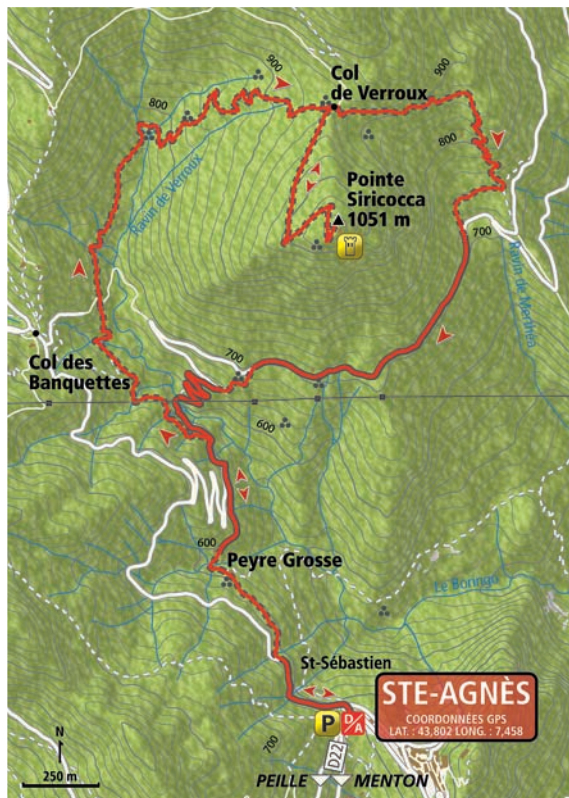 900
900
Col
de Verroux
800
800
Ravin de Verroux
Pointe
Siricocca
1051 m
700
Ravin de Merthéa
Col des
Banquettes
700
600
600
Peyre Grosse
Le Borrigo
St-Sébastien
STE-AGNÈS
COORDONNÉES GPS
LAT. : 43,802 LONG. : 7,458
P
D/A
N
250 m
700
D22
PEILLE
MENTON